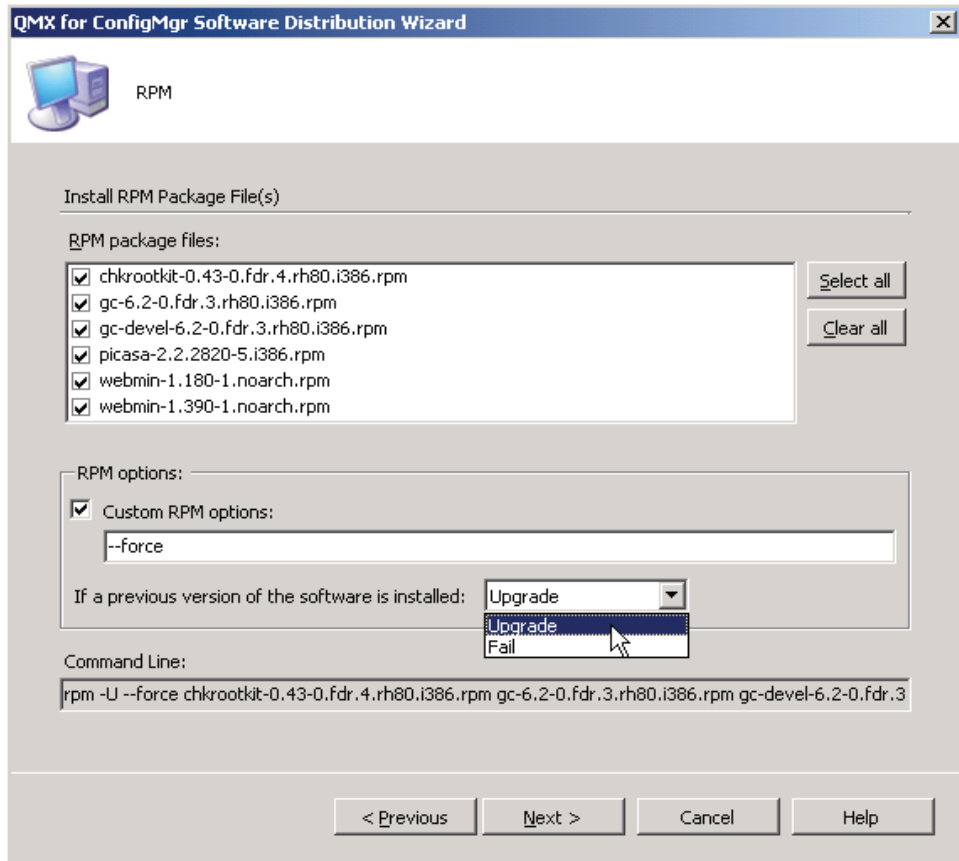 QMX for ConfigMgr Software Distribution Wizard
RPM
Install RPM Package File(s)
RPM package files:
chkrootkit-0.43-0.fdr.4.rh80.i386.rpm
gc-6.2-0.fdr.3.rh80.i386.rpm
gc-devel-6.2-0.fdr.3.rh80.i386.rpm
picasa-2.2.2820-5.i386.rpm
webmin-1.180-1.noarch.rpm
webmin-1.390-1.noarch.rpm
Select all
Clear all
RPM options:
Custom RPM options:
--force
If a previous version of the software is installed: Upgrade
Upgrade
Fail
Command Line:
rpm -U --force chkrootkit-0.43-0.fdr.4.rh80.i386.rpm gc-6.2-0.fdr.3.rh80.i386.rpm gc-devel-6.2-0.fdr.3
< Previous Next > Cancel Help